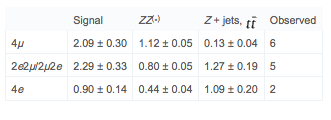 Signal ZZ(*) Z + jets, tt̄ Observed
4μ 2.09 ± 0.30 1.12 ± 0.05 0.13 ± 0.04 6
2e2μ/2μ2e 2.29 ± 0.33 0.80 ± 0.05 1.27 ± 0.19 5
4e 0.90 ± 0.14 0.44 ± 0.04 1.09 ± 0.20 2